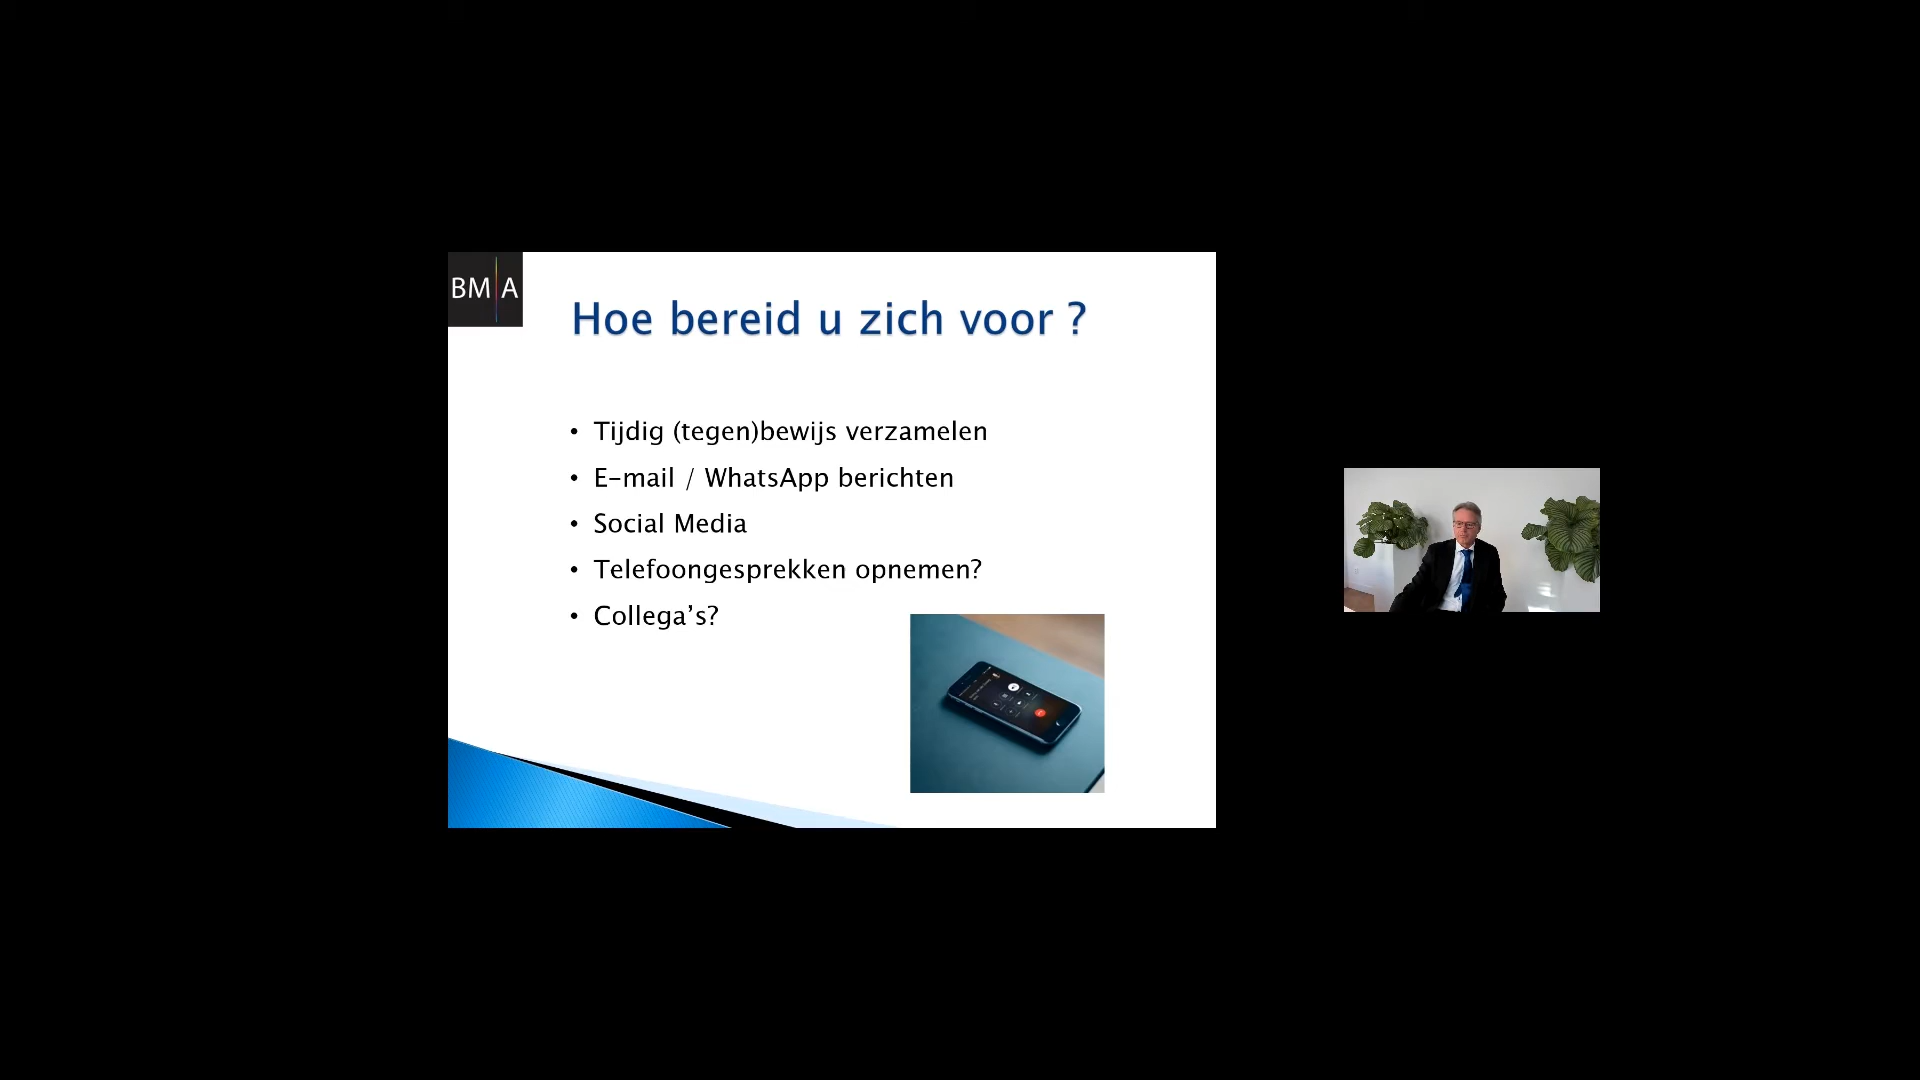 BM|A
Hoe bereid u zich voor ?
• Tijdig (tegen)bewijs verzamelen
• E-mail / WhatsApp berichten
• Social Media
• Telefoongesprekken opnemen?
• Collega’s?